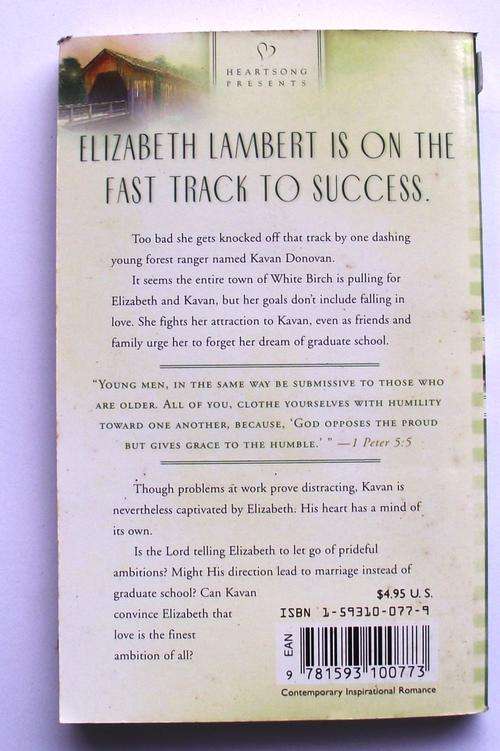 HEARTSONG
PRESENTS
ELIZABETH LAMBERT IS ON THE
FAST TRACK TO SUCCESS.
Too bad she gets knocked off that track by one dashing
young forest ranger named Kavan Donovan.
It seems the entire town of White Birch is pulling for
Elizabeth and Kavan, but her goals don't include falling in
love. She fights her attraction to Kavan, even as friends and
family urge her to forget her dream of graduate school.
"YOUNG MEN, IN THE SAME WAY BE SUBMISSIVE TO THOSE WHO
ARE OLDER. ALL OF YOU, CLOTHE YOURSELVES WITH HUMILITY
TOWARD ONE ANOTHER, BECAUSE, 'GOD OPPOSES THE PROUD
BUT GIVES GRACE TO THE HUMBLE.' " —1 Peter 5:5
Though problems at work prove distracting, Kavan is
nevertheless captivated by Elizabeth. His heart has a mind of
its own.
Is the Lord telling Elizabeth to let go of prideful
ambitions? Might His direction lead to marriage instead of
graduate school? Can Kavan
convince Elizabeth that
love is the finest
ambition of all?
$4.95 U.S.
ISBN 1-59310-077-9
EAN
9 781593 100773
Contemporary Inspirational Romance